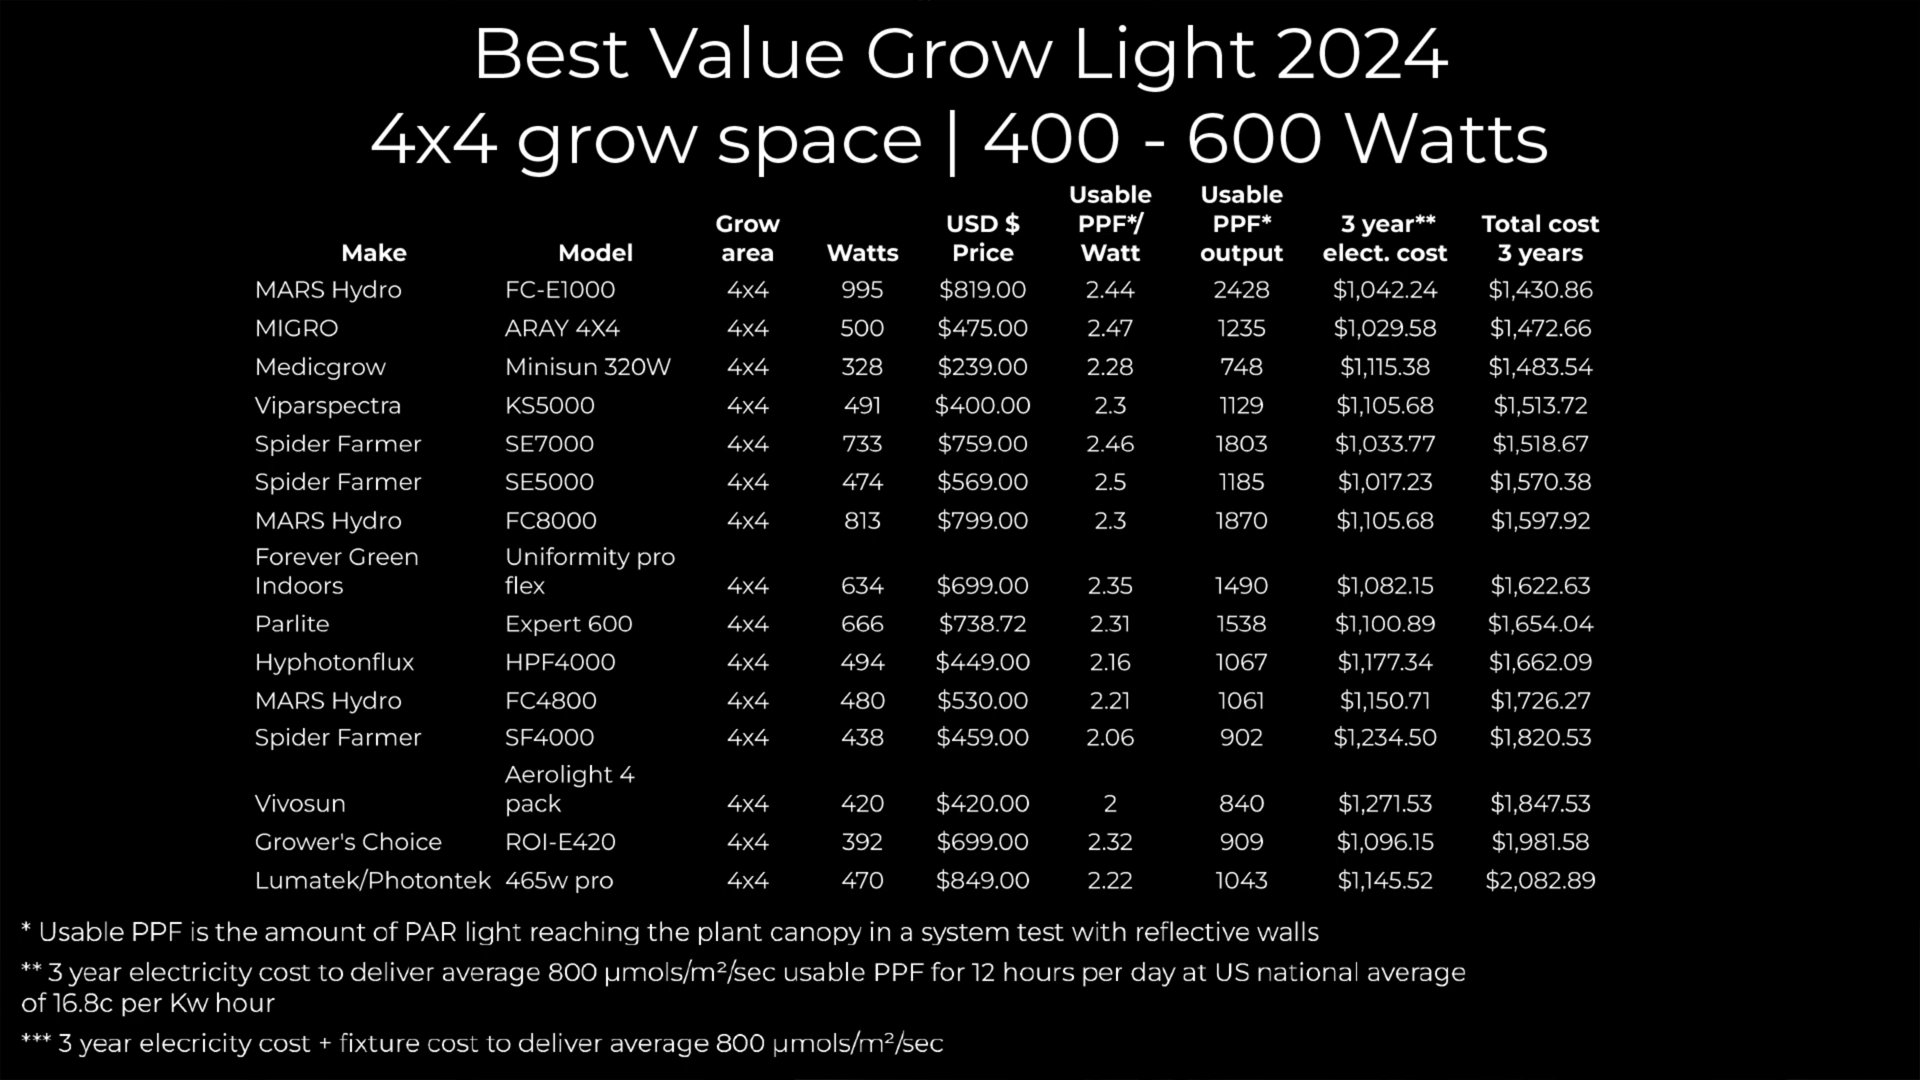 Best Value Grow Light 2024
4x4 grow space | 400 - 600 Watts
Make Model Grow area Watts USD $ Price Usable PPF*/ Watt Usable PPF* output 3 year** elect. cost Total cost 3 years
MARS Hydro FC-E1000 4x4 995 $819.00 2.44 2428 $1,042.24 $1,430.86
MIGRO ARAY 4X4 4x4 500 $475.00 2.47 1235 $1,029.58 $1,472.66
Medicgrow Minisun 320W 4x4 328 $239.00 2.28 748 $1,115.38 $1,483.54
Viparspectra KS5000 4x4 491 $400.00 2.3 1129 $1,105.68 $1,513.72
Spider Farmer SE7000 4x4 733 $759.00 2.46 1803 $1,033.77 $1,518.67
Spider Farmer SE5000 4x4 474 $569.00 2.5 1185 $1,017.23 $1,570.38
MARS Hydro FC8000 4x4 813 $799.00 2.3 1870 $1,105.68 $1,597.92
Forever Green Indoors Uniformity pro flex 4x4 634 $699.00 2.35 1490 $1,082.15 $1,622.63
Parlite Expert 600 4x4 666 $738.72 2.31 1538 $1,100.89 $1,654.04
Hyphotonflux HPF4000 4x4 494 $449.00 2.16 1067 $1,177.34 $1,662.09
MARS Hydro FC4800 4x4 480 $530.00 2.21 1061 $1,150.71 $1,726.27
Spider Farmer SF4000 4x4 438 $459.00 2.06 902 $1,234.50 $1,820.53
Vivosun Aerolight 4 pack 4x4 420 $420.00 2 840 $1,271.53 $1,847.53
Grower's Choice ROI-E420 4x4 392 $699.00 2.32 909 $1,096.15 $1,981.58
Lumatek/Photontek 465w pro 4x4 470 $849.00 2.22 1043 $1,145.52 $2,082.89
* Usable PPF is the amount of PAR light reaching the plant canopy in a system test with reflective walls
** 3 year electricity cost to deliver average 800 µmols/m²/sec usable PPF for 12 hours per day at US national average
of 16.8c per Kw hour
*** 3 year elecricity cost + fixture cost to deliver average 800 µmols/m²/sec